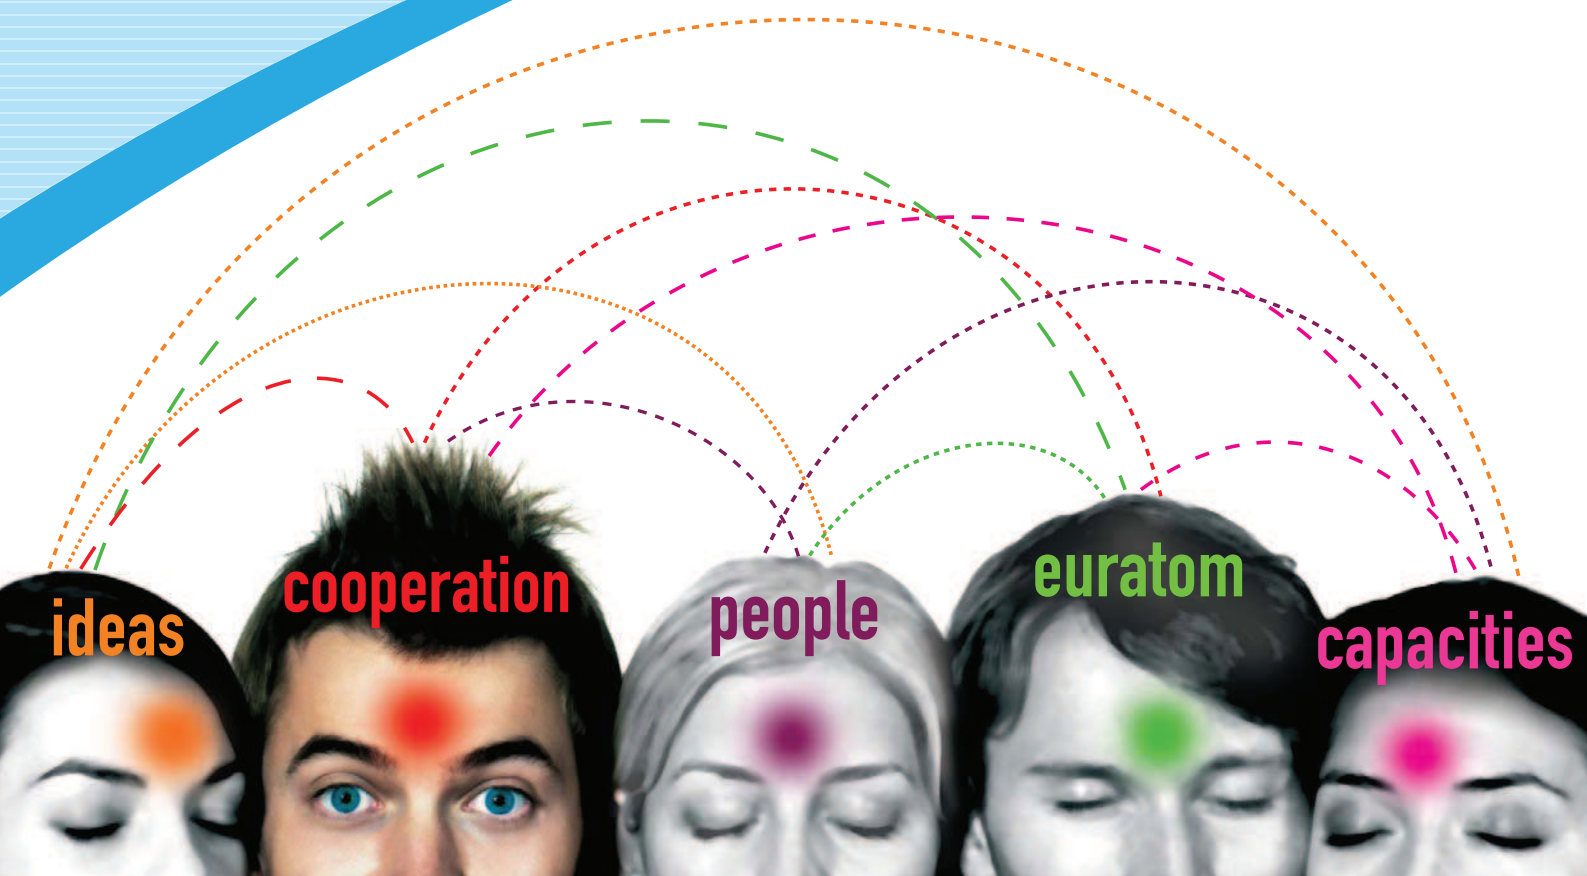 ideas
cooperation
people
euratom
capacities